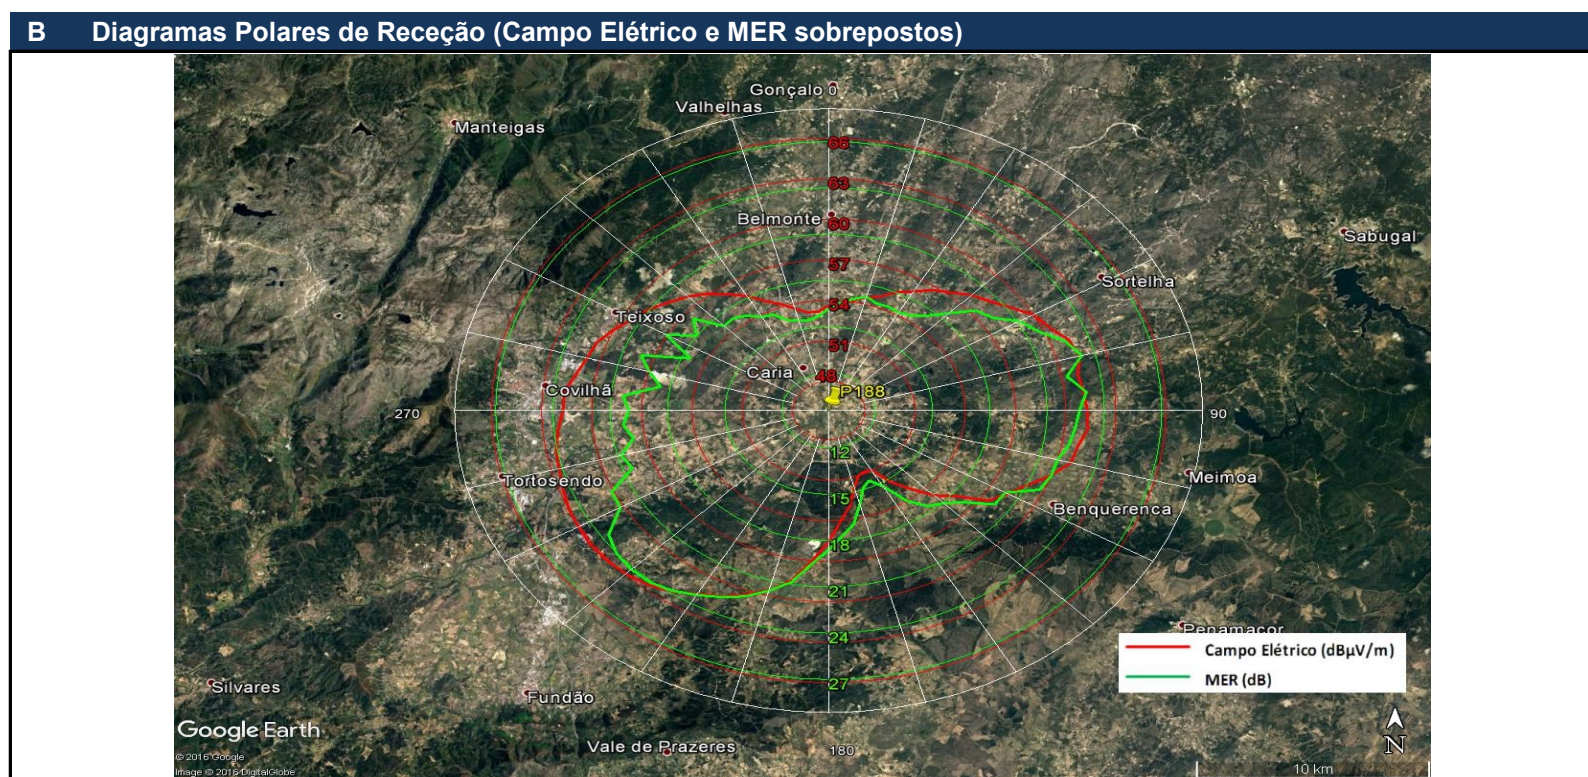 B Diagramas Polares de Receção (Campo Elétrico e MER sobrepostos)
Gonçalo 0
Valhelhas
Manteigas
66
63
Belmonte
60
Sabugal
57
Sortelha
54
Teixoso
51
Caria
48
P188
Covilhã
270
90
12
Meimoa
Tortosendo
15
Benquerenca
18
21
Penamacor
24
Campo Elétrico (dBµV/m)
MER (dB)
27
Silvares
Fundão
Google Earth
N
Vale de Prazeres
180
© 2016 Google
Image © 2015 DigitalGlobe
10 km